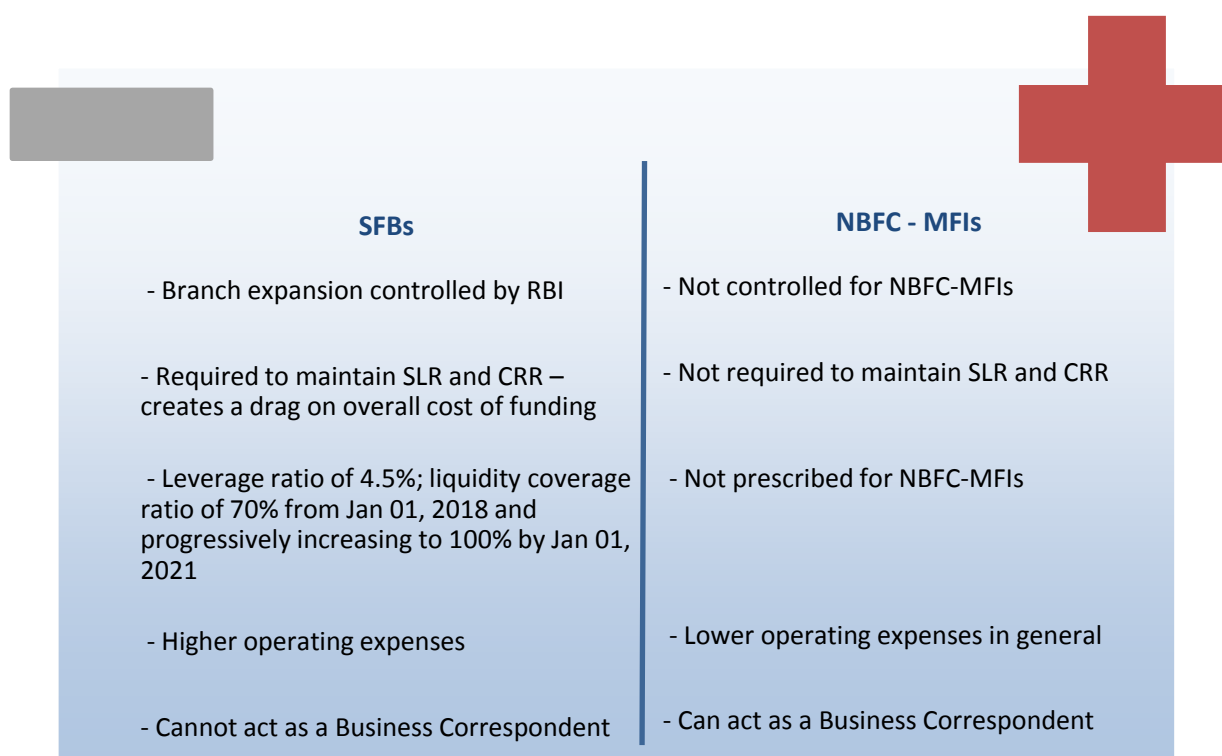 SFBs
- Branch expansion controlled by RBI
- Required to maintain SLR and CRR –
creates a drag on overall cost of funding
- Leverage ratio of 4.5%; liquidity coverage
ratio of 70% from Jan 01, 2018 and
progressively increasing to 100% by Jan 01,
2021
- Higher operating expenses
- Cannot act as a Business Correspondent
NBFC - MFIs
- Not controlled for NBFC-MFIs
- Not required to maintain SLR and CRR
- Not prescribed for NBFC-MFIs
- Lower operating expenses in general
- Can act as a Business Correspondent